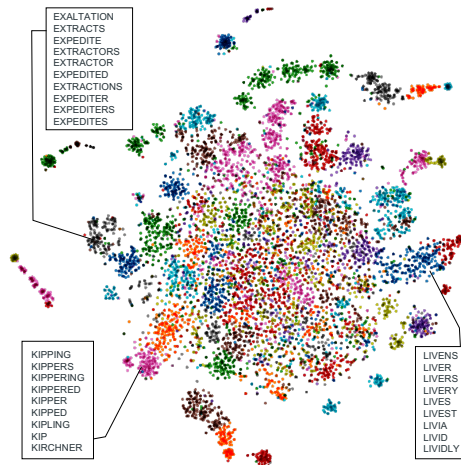 EXALTATION
EXTRACTS
EXPEDITE
EXTRACTORS
EXTRACTOR
EXPEDITED
EXTRACTIONS
EXPEDITER
EXPEDITERS
EXPEDITES
KIPPING
KIPPERS
KIPPERING
KIPPERED
KIPPER
KIPPED
KIPLING
KIP
KIRCHNER
LIVENS
LIVER
LIVERS
LIVERY
LIVES
LIVEST
LIVIA
LIVID
LIVIDLY